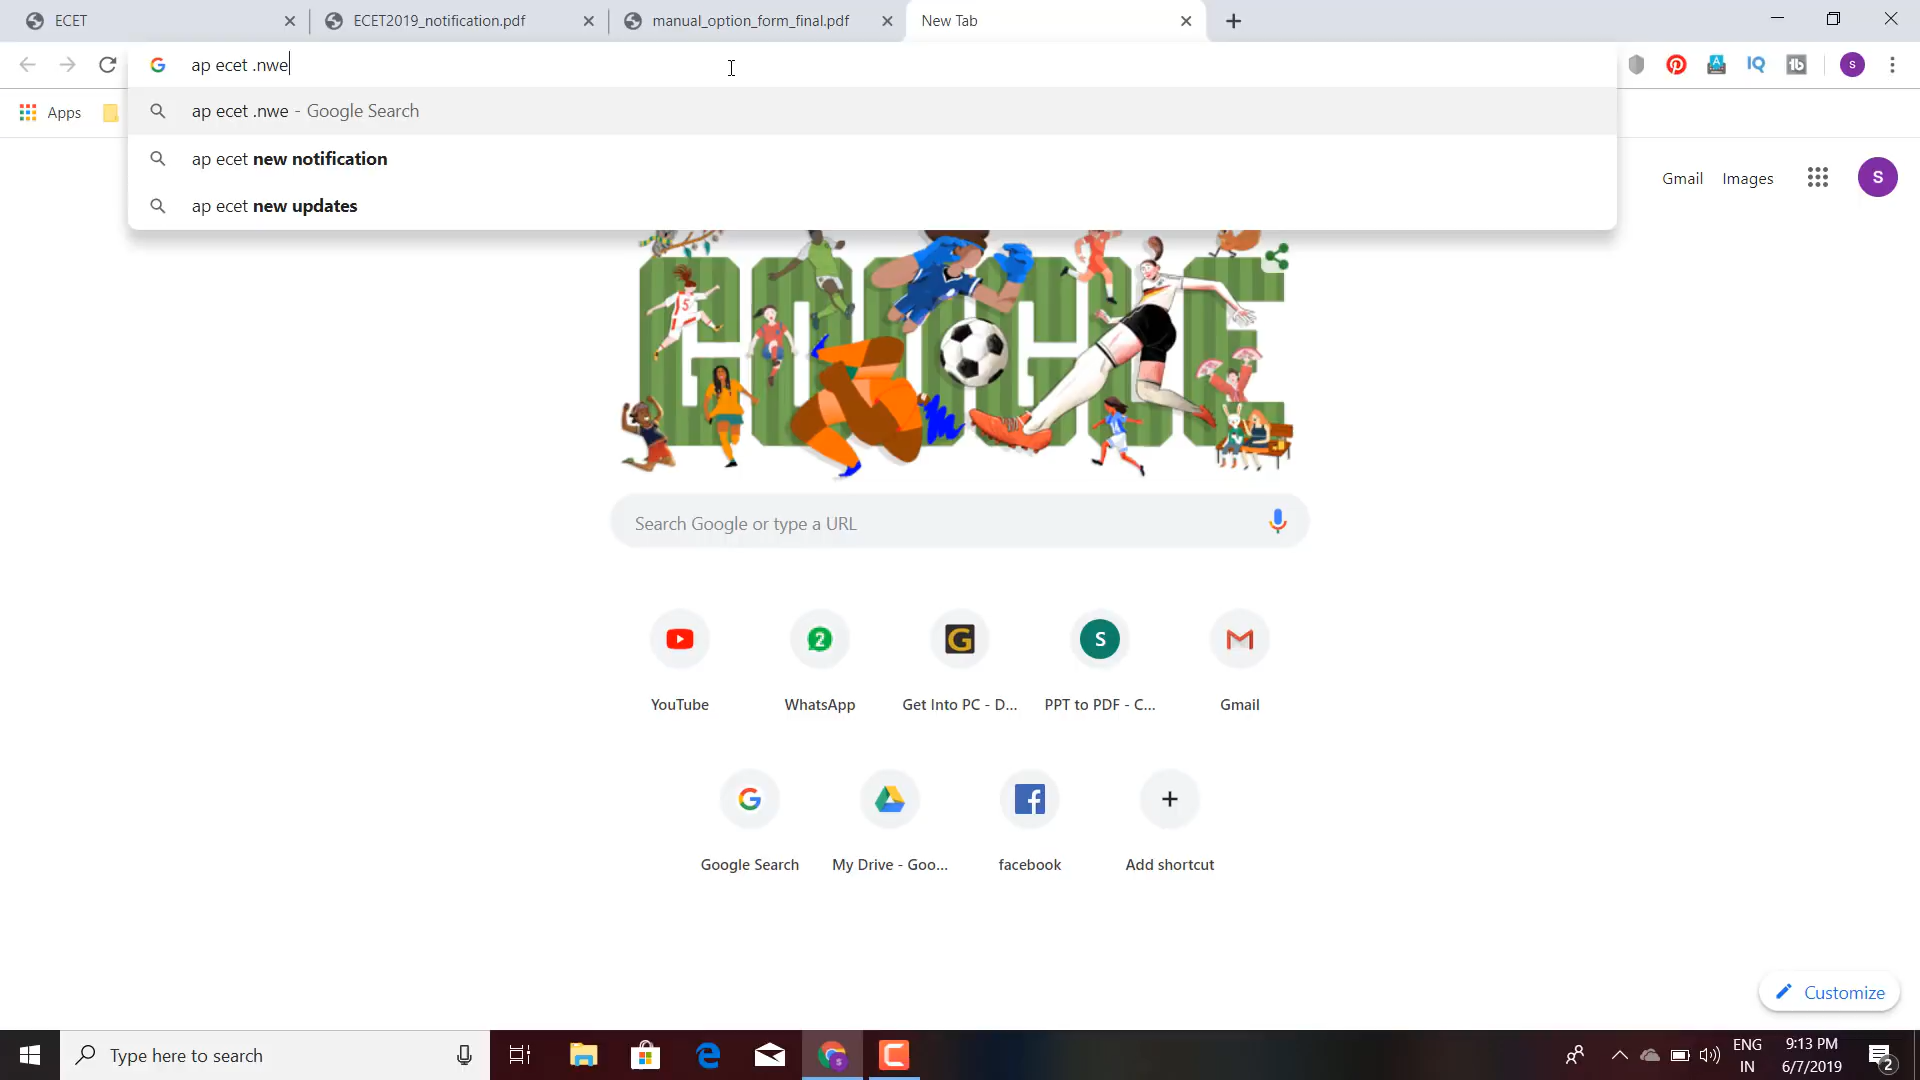 ECET
ECET2019_notification.pdf
manual_option_form_final.pdf
New Tab
ap ecet .nwe
S
Apps
ap ecet .nwe - Google Search
ap ecet new notification
ap ecet new updates
Gmail
Images
S
GOOGLE
Search Google or type a URL
YouTube
WhatsApp
Get Into PC - D...
PPT to PDF - C...
Gmail
Google Search
My Drive - Goo...
facebook
Add shortcut
Customize
Type here to search
ENG
IN
9:13 PM
6/7/2019
2